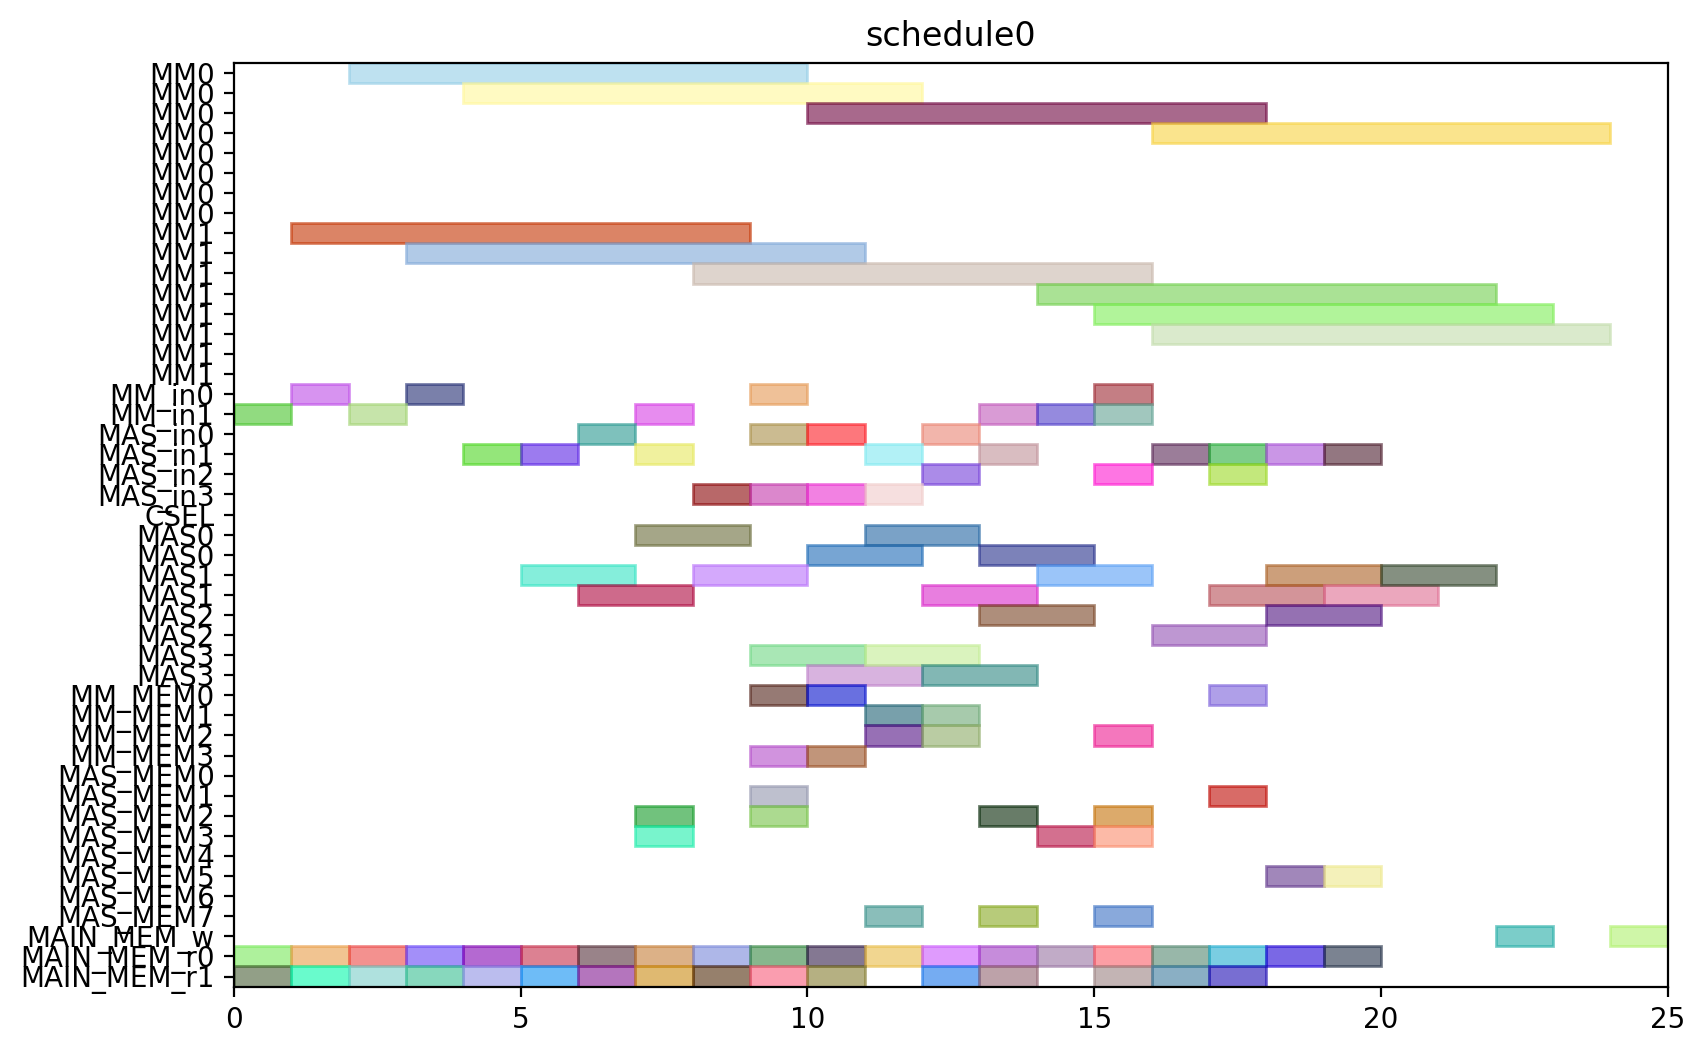 schedule0
MM0
MM0
MM0
MM0
MM0
MM0
MM0
MM0
MM1
MM1
MM1
MM1
MM1
MM1
MM1
MM1
MM_in0
MM_in1
MAS_in0
MAS_in1
MAS_in2
MAS_in3
CSEL
MAS0
MAS0
MAS1
MAS1
MAS2
MAS2
MAS3
MAS3
MM_MEM0
MM_MEM1
MM_MEM2
MM_MEM3
MAS_MEM0
MAS_MEM1
MAS_MEM2
MAS_MEM3
MAS_MEM4
MAS_MEM5
MAS_MEM6
MAS_MEM7
MAIN_MEM_w
MAIN_MEM_r0
MAIN_MEM_r1
0 5 10 15 20 25